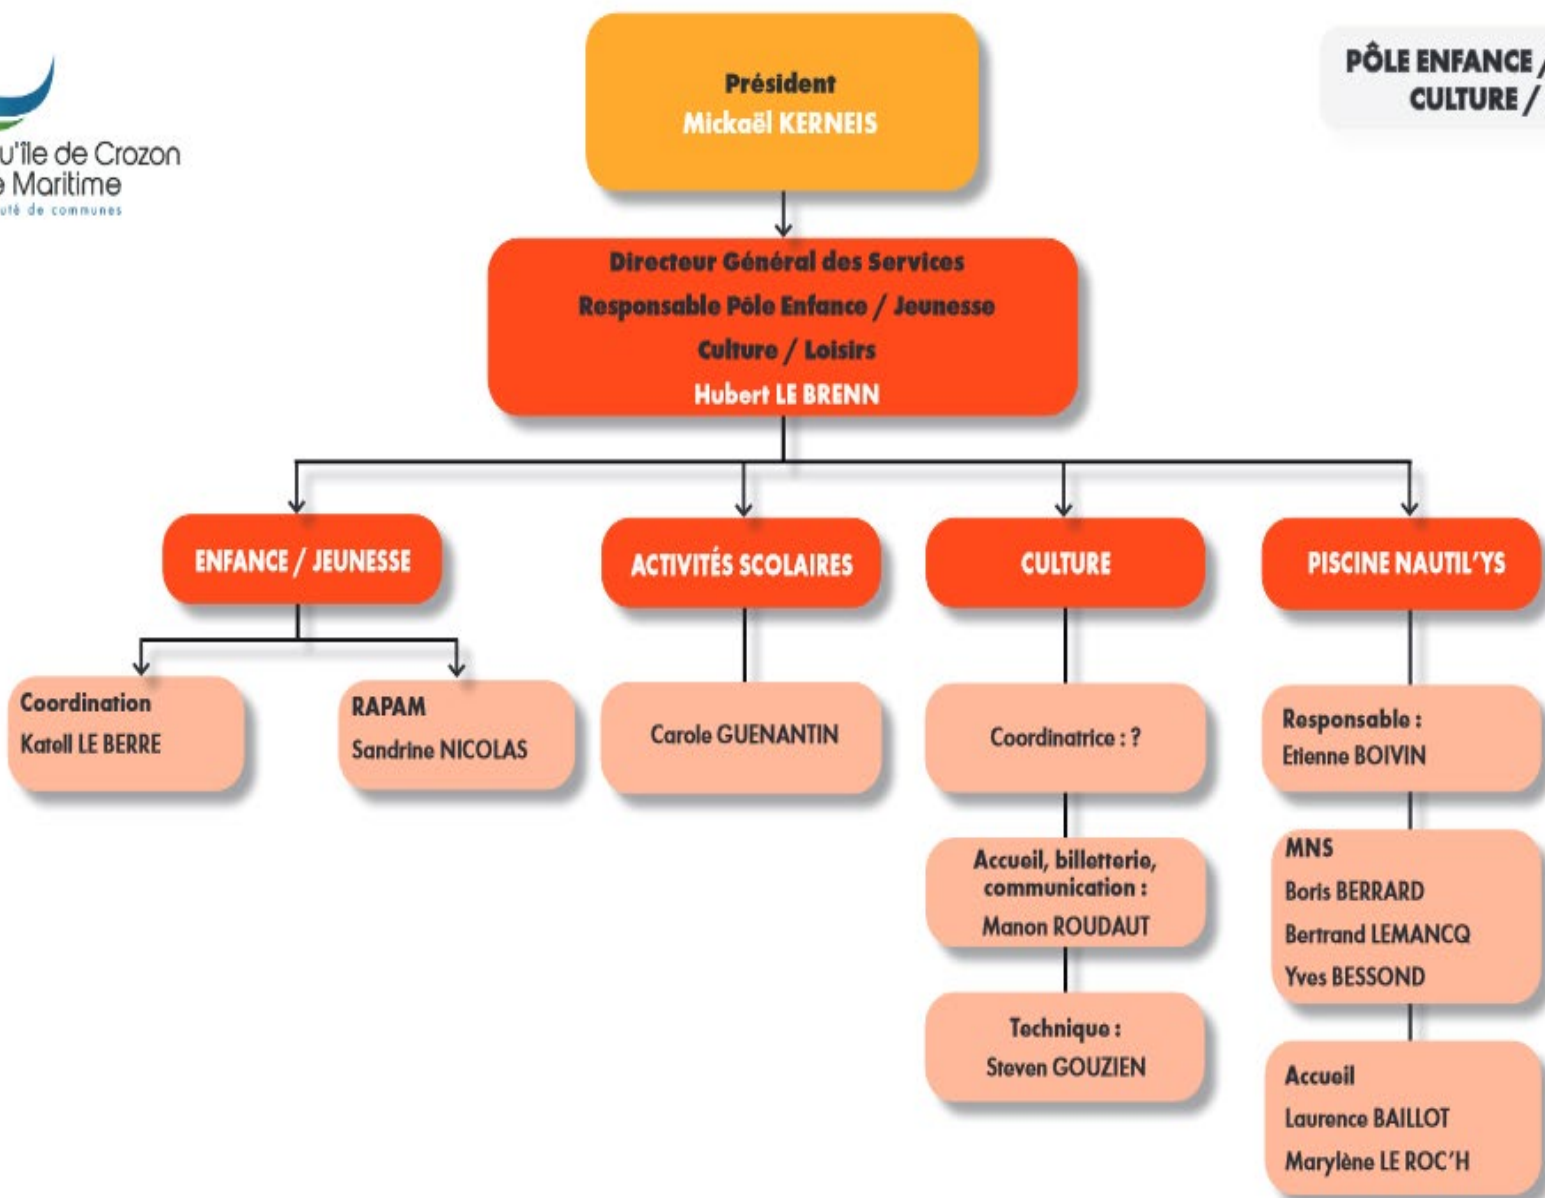 u'île de Crozon
e Maritime
uté de communes
Président
Mickaël KERNEIS
PÔLE ENFANCE /
CULTURE /
Directeur Général des Services
Responsable Pôle Enfance / Jeunesse
Culture / Loisirs
Hubert LE BRENN
ENFANCE / JEUNESSE
Coordination
Katell LE BERRE
RAPAM
Sandrine NICOLAS
ACTIVITÉS SCOLAIRES
Carole GUENANTIN
CULTURE
Coordinatrice : ?
Accueil, billetterie,
communication :
Manon ROUDAUT
Technique :
Steven GOUZIEN
PISCINE NAUTIL'YS
Responsable :
Etienne BOIVIN
MNS
Boris BERRARD
Bertrand LEMANCQ
Yves BESSOND
Accueil
Laurence BAILLOT
Marylène LE ROC'H